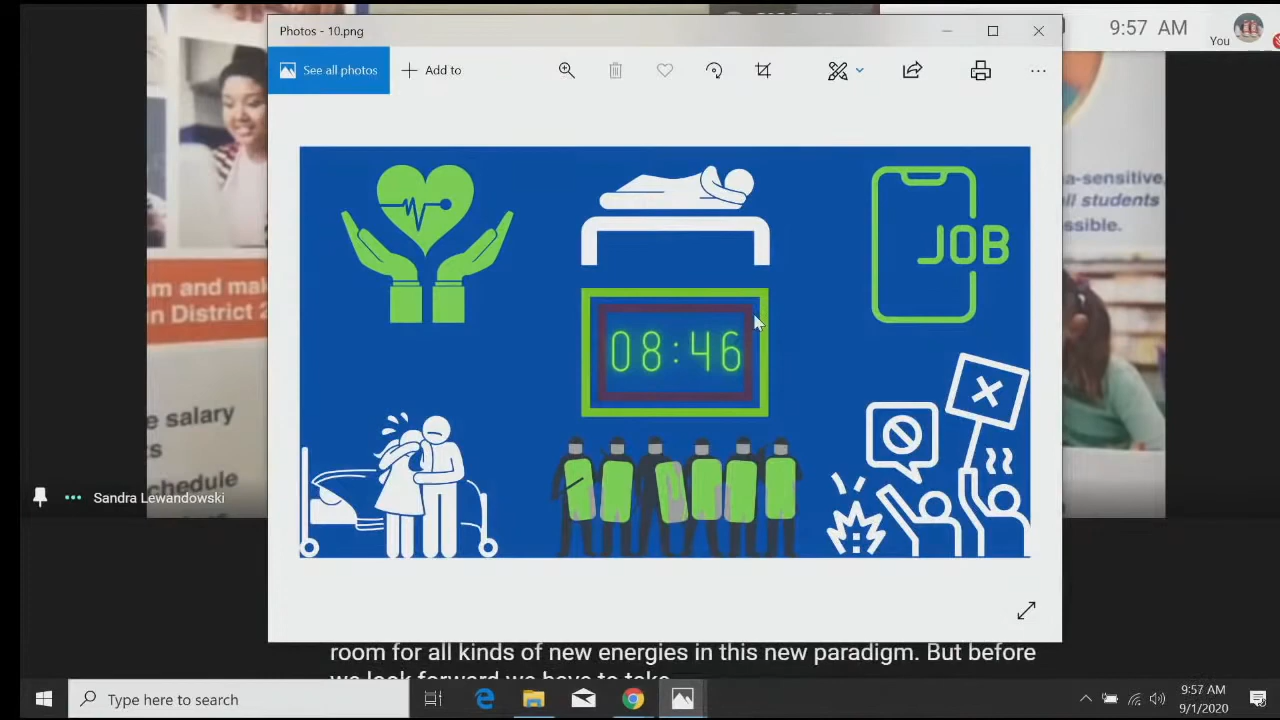 Photos - 10.png
9:57 AM
You
See all photos
Add to
JOB
08:46
a-sensitive,
ll students
ssible.
m and mak
in District 2
e salary
ts
chedule
Sandra Lewandowski
room for all kinds of new energies in this new paradigm. But before
we look forward we have to take
Type here to search
9:57 AM
9/1/2020